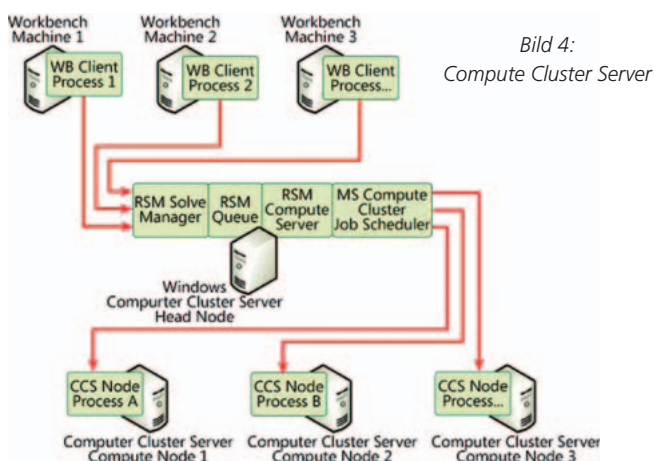 Workbench
Machine 1
Workbench
Machine 2
Workbench
Machine 3
Bild 4:
Compute Cluster Server
WB Client
Process 1
WB Client
Process 2
WB Client
Process...
RSM Solve
Manager
RSM
Queue
RSM
Compute
Server
MS Compute
Cluster
Job Scheduler
Windows
Compurter Cluster Server
Head Node
CCS Node
Process A
CCS Node
Process B
CCS Node
Process...
Computer Cluster Server
Compute Node 1
Computer Cluster Server
Compute Node 2
Computer Cluster Server
Compute Node 3